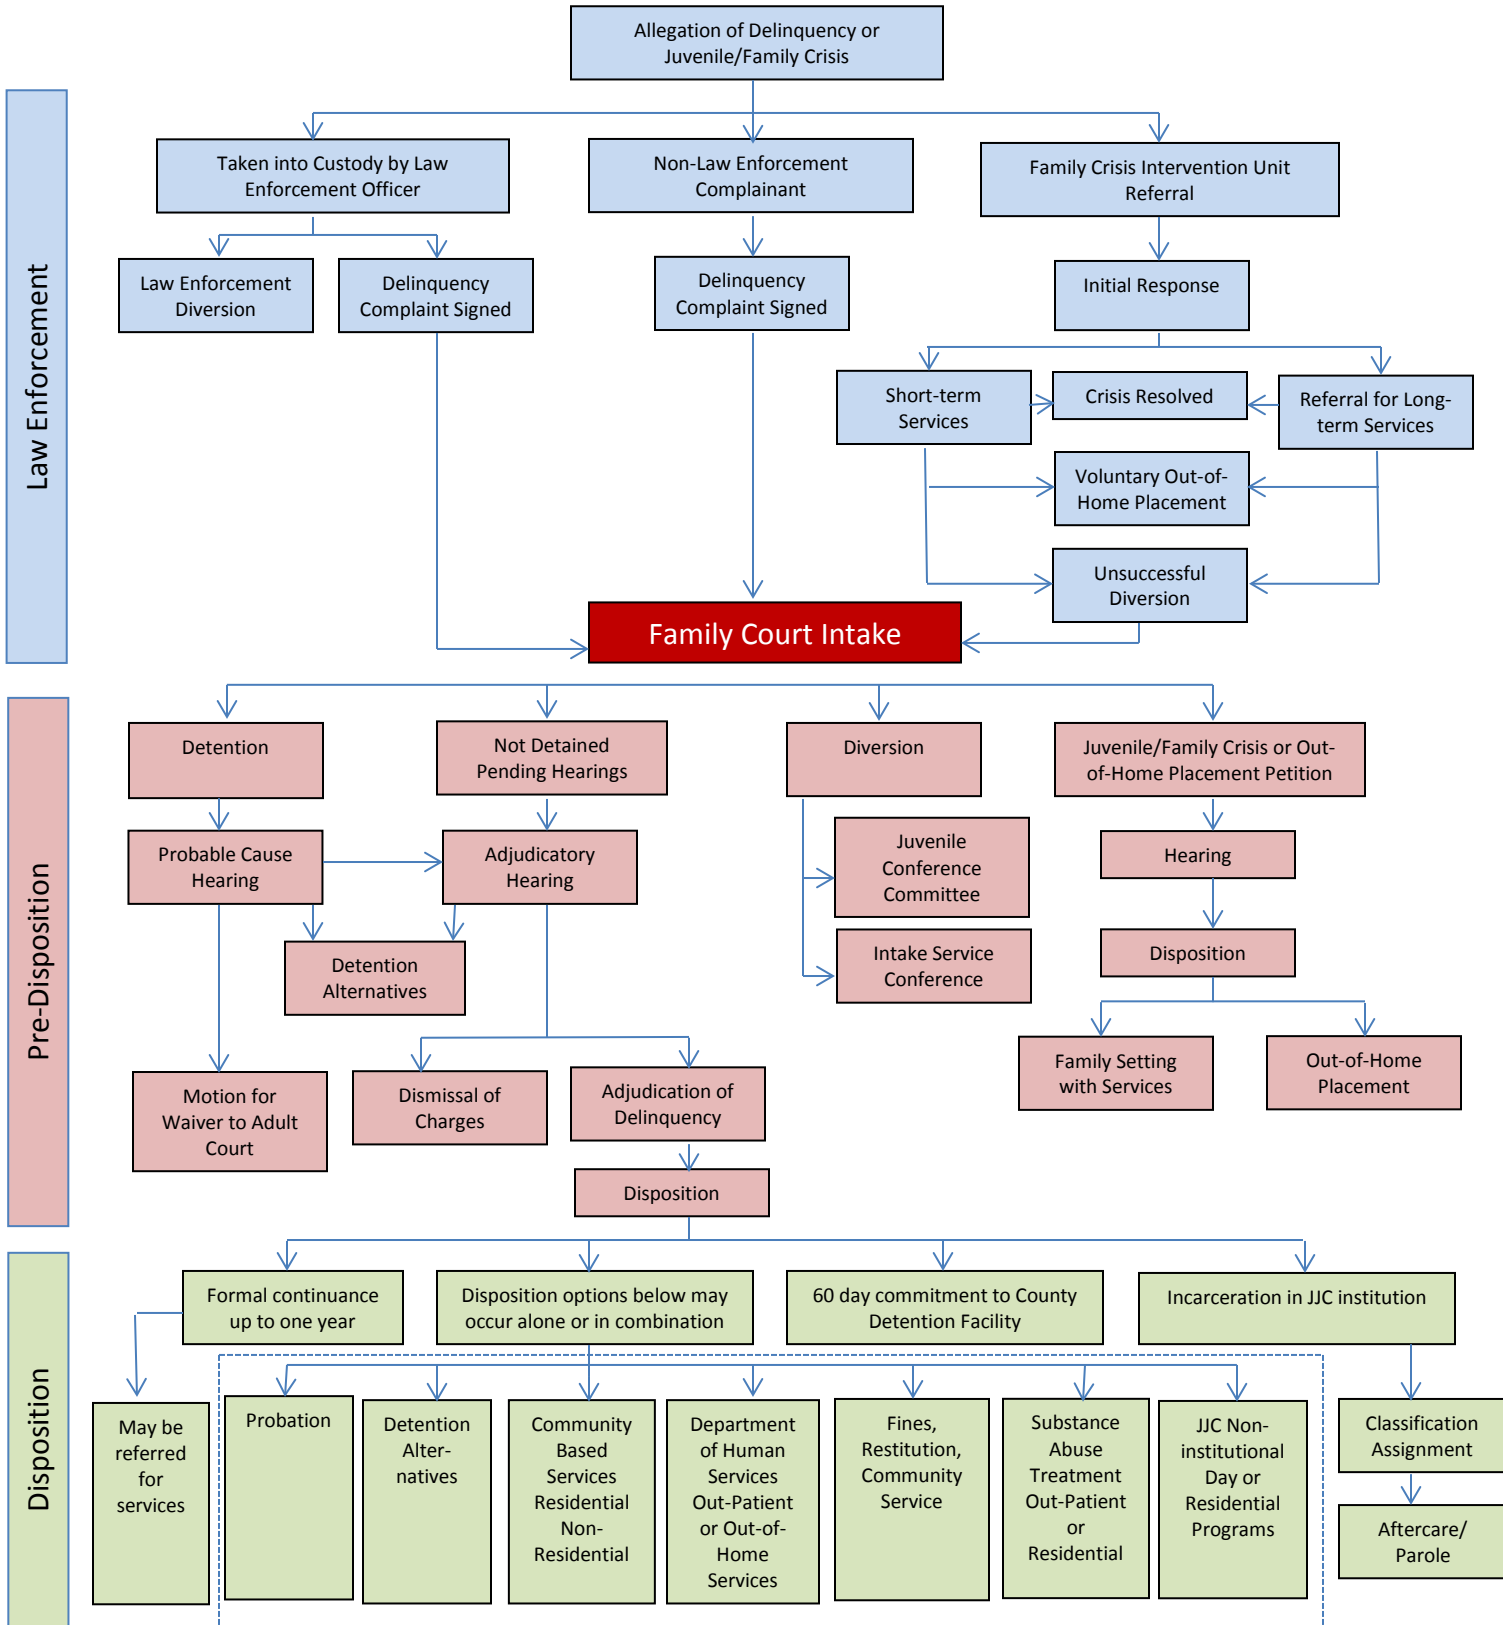 Allegation of Delinquency or
Juvenile/Family Crisis
Law Enforcement
Taken into Custody by Law
Enforcement Officer
Non-Law Enforcement
Complainant
Family Crisis Intervention Unit
Referral
Law Enforcement
Diversion
Delinquency
Complaint Signed
Delinquency
Complaint Signed
Initial Response
Short-term
Services
Crisis Resolved
Referral for Long-
term Services
Voluntary Out-of-
Home Placement
Unsuccessful
Diversion
Family Court Intake
Pre-Disposition
Detention
Not Detained
Pending Hearings
Diversion
Juvenile/Family Crisis or Out-
of-Home Placement Petition
Probable Cause
Hearing
Adjudicatory
Hearing
Juvenile
Conference
Committee
Hearing
Detention
Alternatives
Intake Service
Conference
Disposition
Family Setting
with Services
Out-of-Home
Placement
Motion for
Waiver to Adult
Court
Dismissal of
Charges
Adjudication of
Delinquency
Disposition
Disposition
Formal continuance
up to one year
Disposition options below may
occur alone or in combination
60 day commitment to County
Detention Facility
Incarceration in JJC institution
May be
referred
for
services
Probation
Detention
Alter-
natives
Community
Based
Services
Residential
Non-
Residential
Department
of Human
Services
Out-Patient
or Out-of-
Home
Services
Fines,
Restitution,
Community
Service
Substance
Abuse
Treatment
Out-Patient
or
Residential
JJC Non-
institutional
Day or
Residential
Programs
Classification
Assignment
Aftercare/
Parole